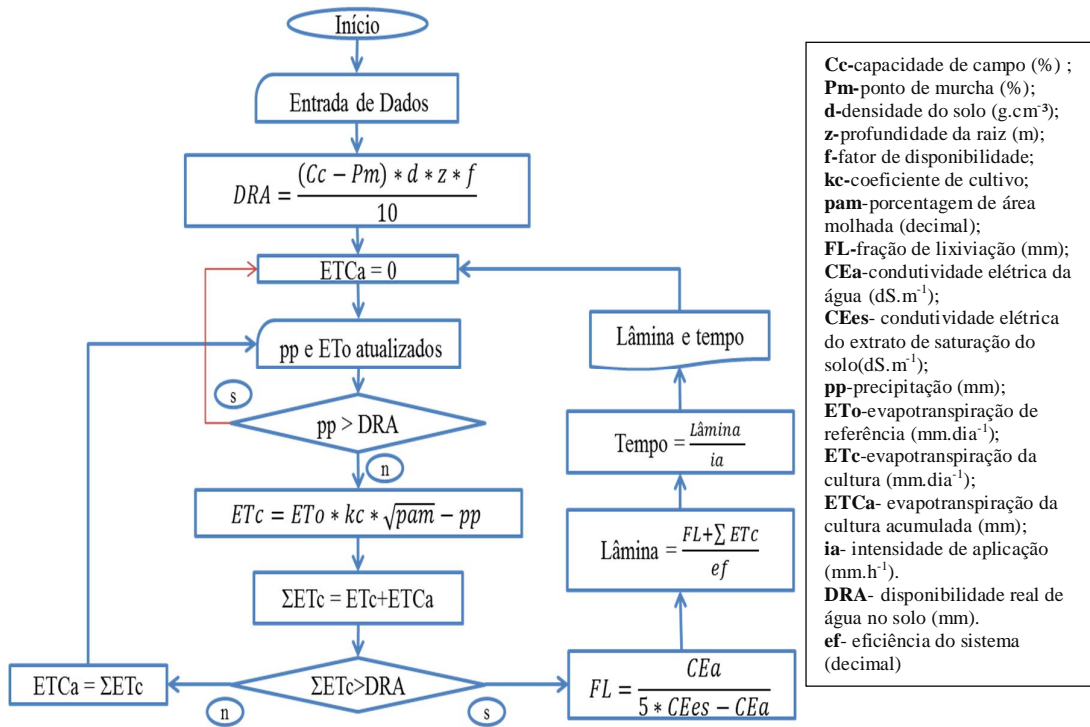 Início
Entrada de Dados
DRA = (Cc − Pm) * d * z * f / 10
ETCa = 0
pp e ETo atualizados
s
pp > DRA
n
ETc = ETo * kc * √pam − pp
ΣETc = ETc+ETCa
ΣETc>DRA
n
s
ETCa = ΣETc
FL = CEa / 5 * CEes − CEa
Lâmina = FL+∑ ETc / ef
Tempo = Lâmina / ia
Lâmina e tempo
Cc-capacidade de campo (%) ;
Pm-ponto de murcha (%);
d-densidade do solo (g.cm⁻³);
z-profundidade da raiz (m);
f-fator de disponibilidade;
kc-coeficiente de cultivo;
pam-porcentagem de área
molhada (decimal);
FL-fração de lixiviação (mm);
CEa-condutividade elétrica da
água (dS.m⁻¹);
CEes- condutividade elétrica
do extrato de saturação do
solo(dS.m⁻¹);
pp-precipitação (mm);
ETo-evapotranspiração de
referência (mm.dia⁻¹);
ETc-evapotranspiração da
cultura (mm.dia⁻¹);
ETCa- evapotranspiração da
cultura acumulada (mm);
ia- intensidade de aplicação
(mm.h⁻¹).
DRA- disponibilidade real de
água no solo (mm).
ef- eficiência do sistema
(decimal)